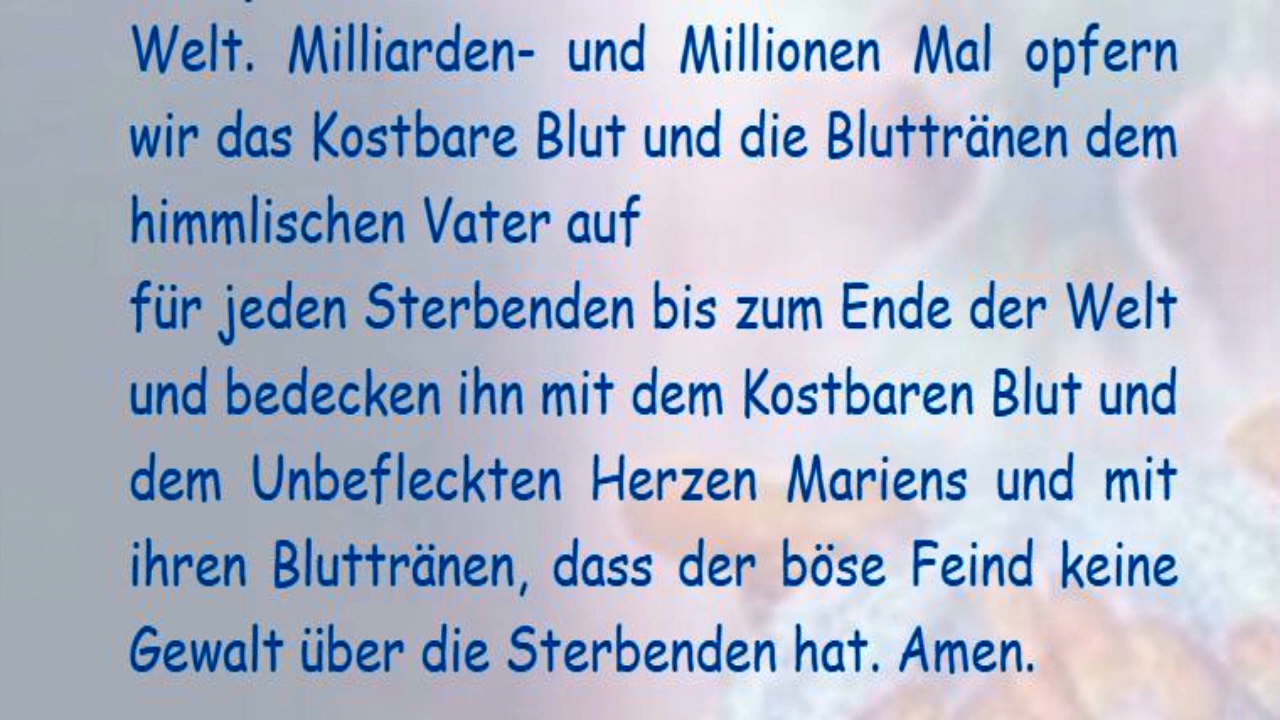 Welt. Milliarden- und Millionen Mal opfern
wir das Kostbare Blut und die Bluttränen dem
himmlischen Vater auf
für jeden Sterbenden bis zum Ende der Welt
und bedecken ihn mit dem Kostbaren Blut und
dem Unbefleckten Herzen Mariens und mit
ihren Bluttränen, dass der böse Feind keine
Gewalt über die Sterbenden hat. Amen.